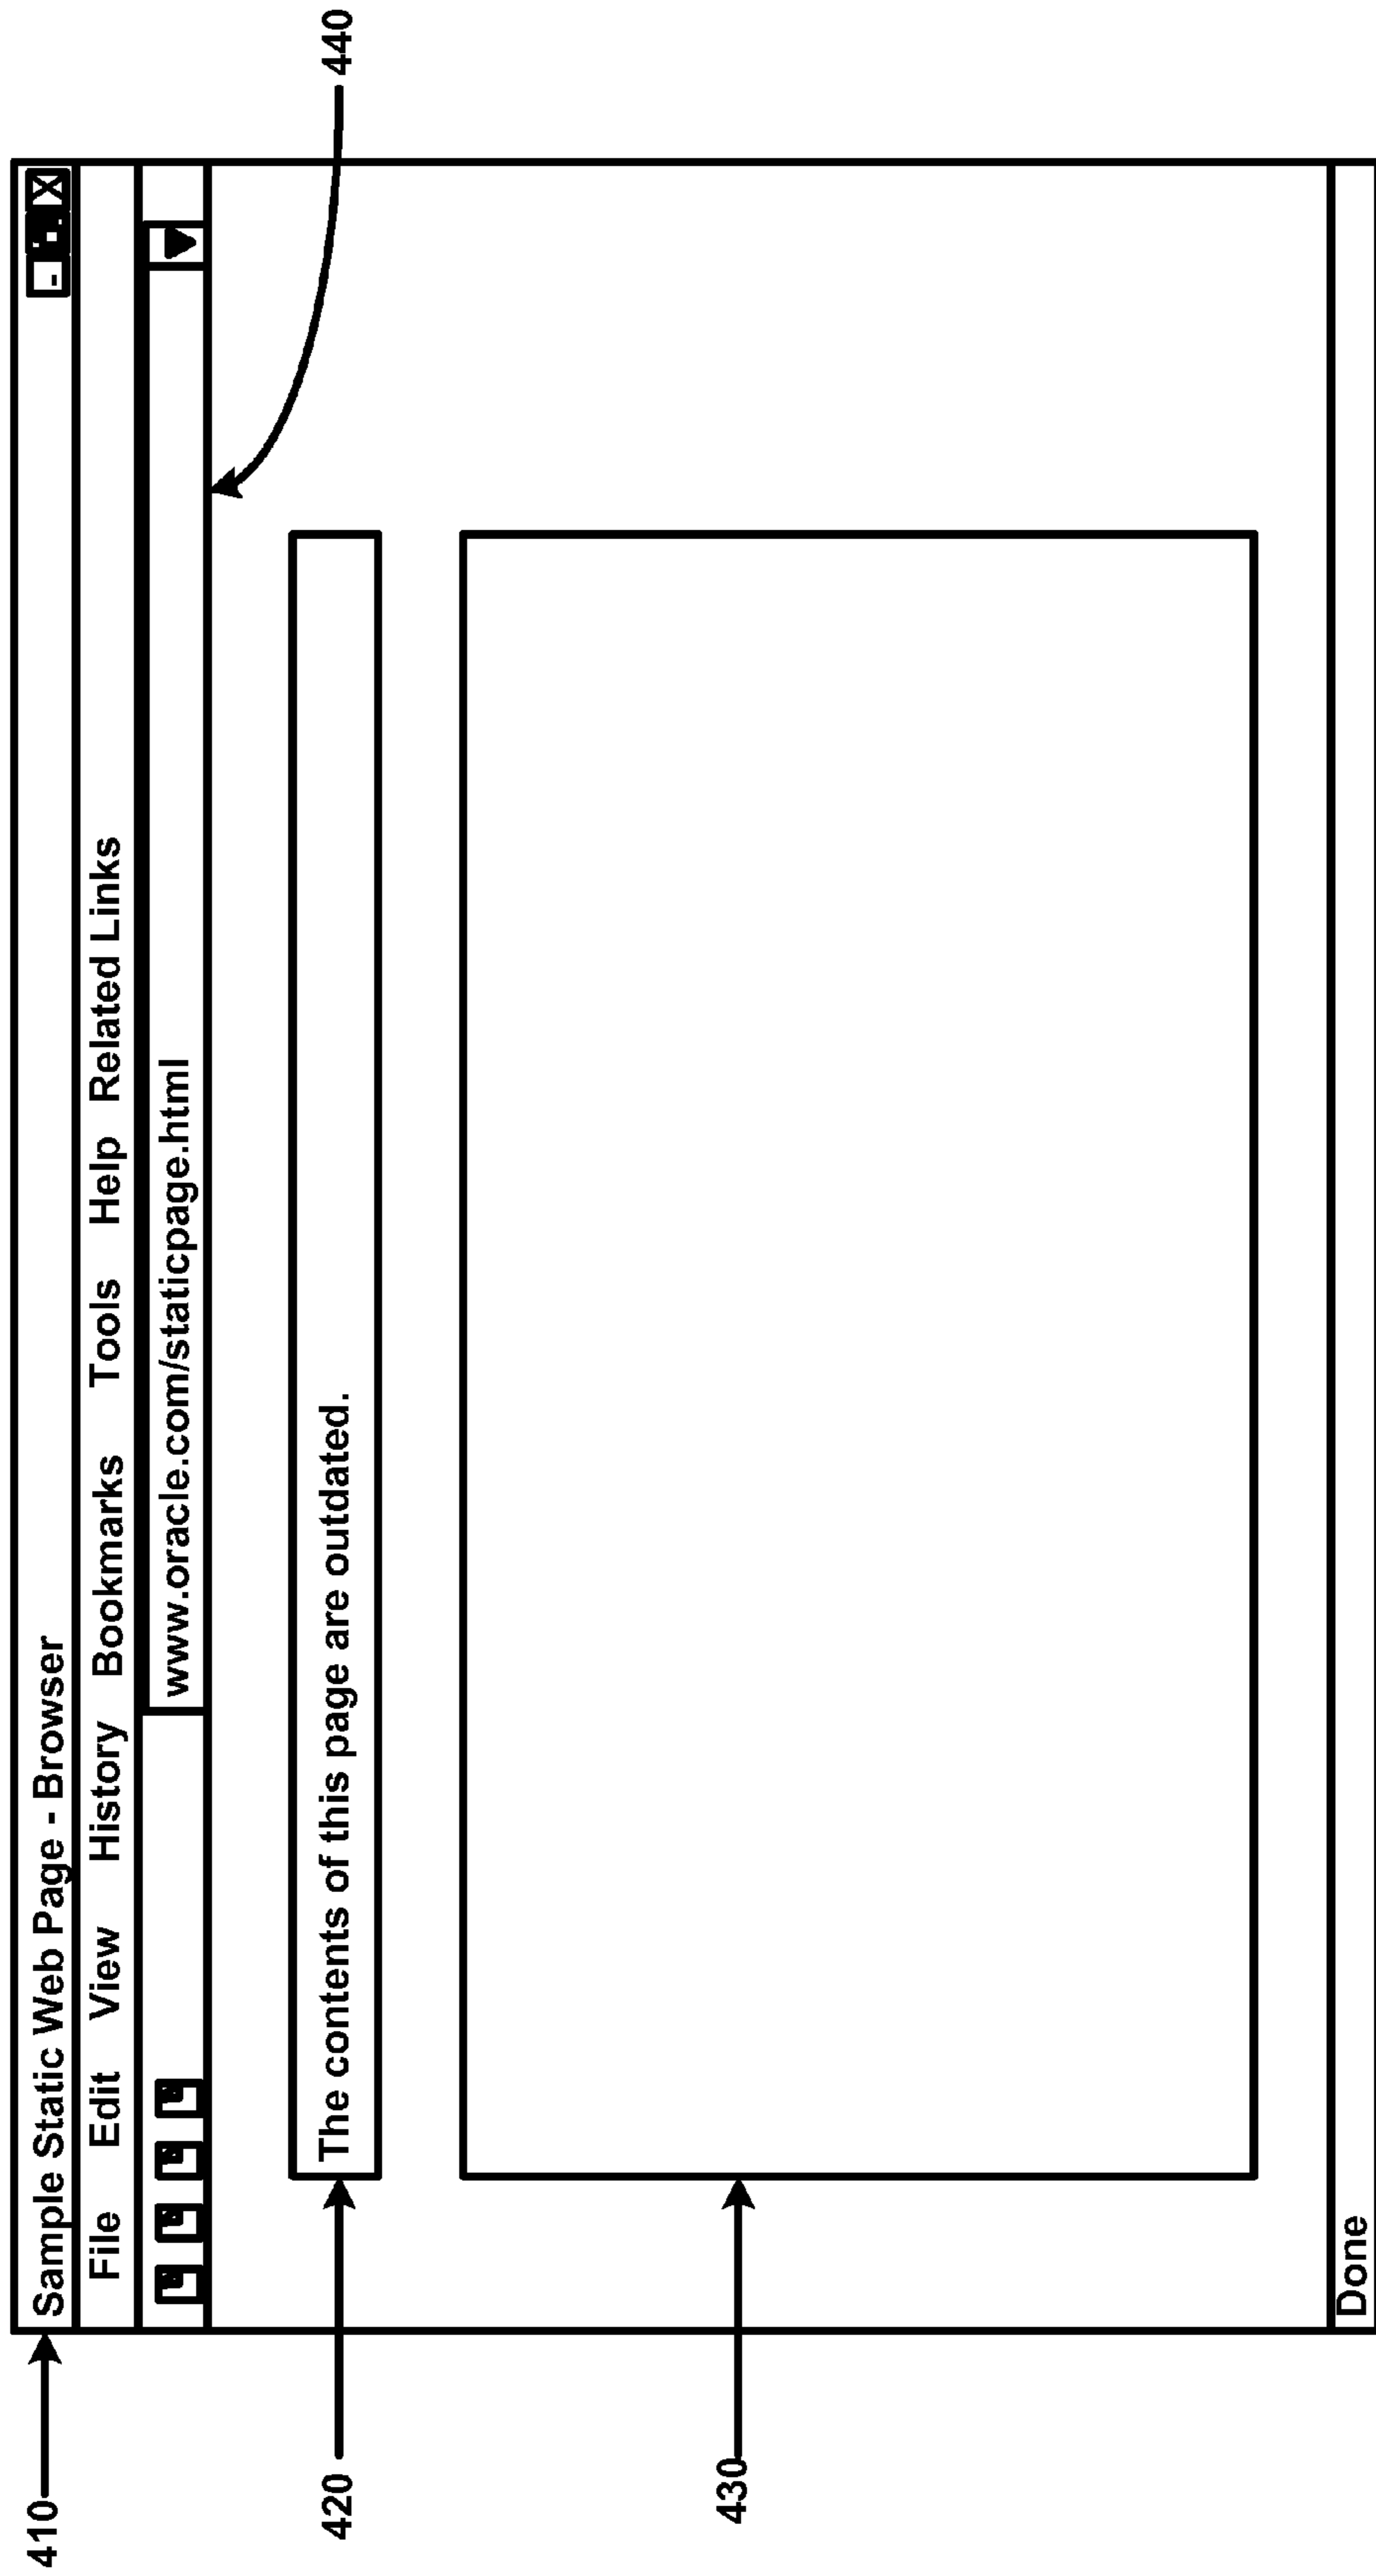 410
Sample Static Web Page - Browser
- X
File Edit View History Bookmarks Tools Help Related Links
www.oracle.com/staticpage.html
440
420
The contents of this page are outdated.
430
Done